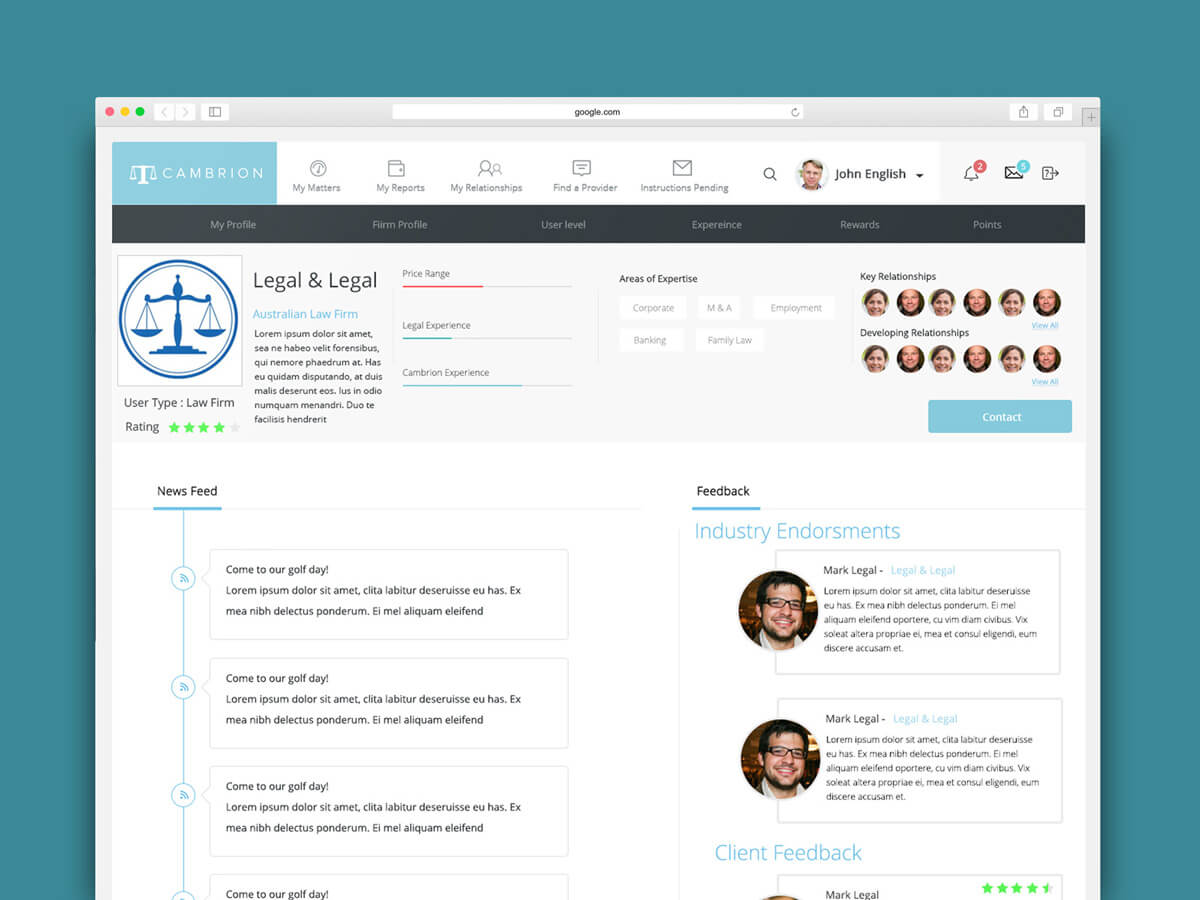 google.com
CAMBRION
My Matters
My Reports
My Relationships
Find a Provider
Instructions Pending
John English
2
5
My Profile
Fiirm Profile
User level
Expereince
Rewards
Points
Legal & Legal
Australian Law Firm
Lorem ipsum dolor sit amet,
sea ne habeo velit forensibus,
qui nemore phaedrum at. Has
eu quidam disputando, at duis
malis deserunt eos. Ius in odio
numquam menandri. Duo te
facilisis hendrerit
User Type : Law Firm
Rating
Price Range
Legal Experience
Cambrion Experience
Areas of Expertise
Corporate
M & A
Employment
Banking
Family Law
Key Relationships
View All
Developing Relationships
View All
Contact
News Feed
Come to our golf day!
Lorem ipsum dolor sit amet, clita labitur deseruisse eu has. Ex
mea nibh delectus ponderum. Ei mel aliquam eleifend
Come to our golf day!
Lorem ipsum dolor sit amet, clita labitur deseruisse eu has. Ex
mea nibh delectus ponderum. Ei mel aliquam eleifend
Come to our golf day!
Lorem ipsum dolor sit amet, clita labitur deseruisse eu has. Ex
mea nibh delectus ponderum. Ei mel aliquam eleifend
Come to our golf day!
Feedback
Industry Endorsments
Mark Legal - Legal & Legal
Lorem ipsum dolor sit amet, clita labitur deseruisse
eu has. Ex mea nibh delectus ponderum. Ei mel
aliquam eleifend oportere, cu vim diam civibus. Vix
soleat altera propriae ei, mea et consul eligendi, eum
discere accusam et.
Mark Legal - Legal & Legal
Lorem ipsum dolor sit amet, clita labitur deseruisse
eu has. Ex mea nibh delectus ponderum. Ei mel
aliquam eleifend oportere, cu vim diam civibus. Vix
soleat altera propriae ei, mea et consul eligendi, eum
discere accusam et.
Client Feedback
Mark Legal